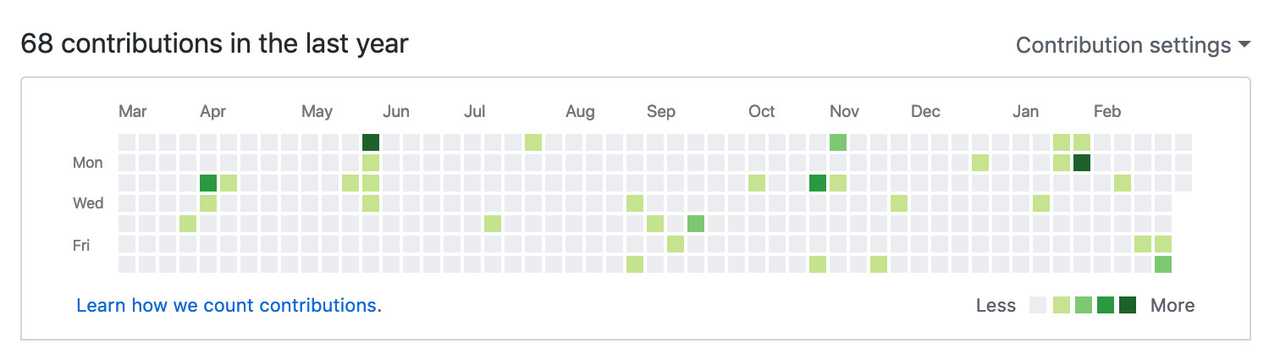 68 contributions in the last year
Contribution settings
Mar Apr May Jun Jul Aug Sep Oct Nov Dec Jan Feb
Mon
Wed
Fri
Learn how we count contributions.
Less More